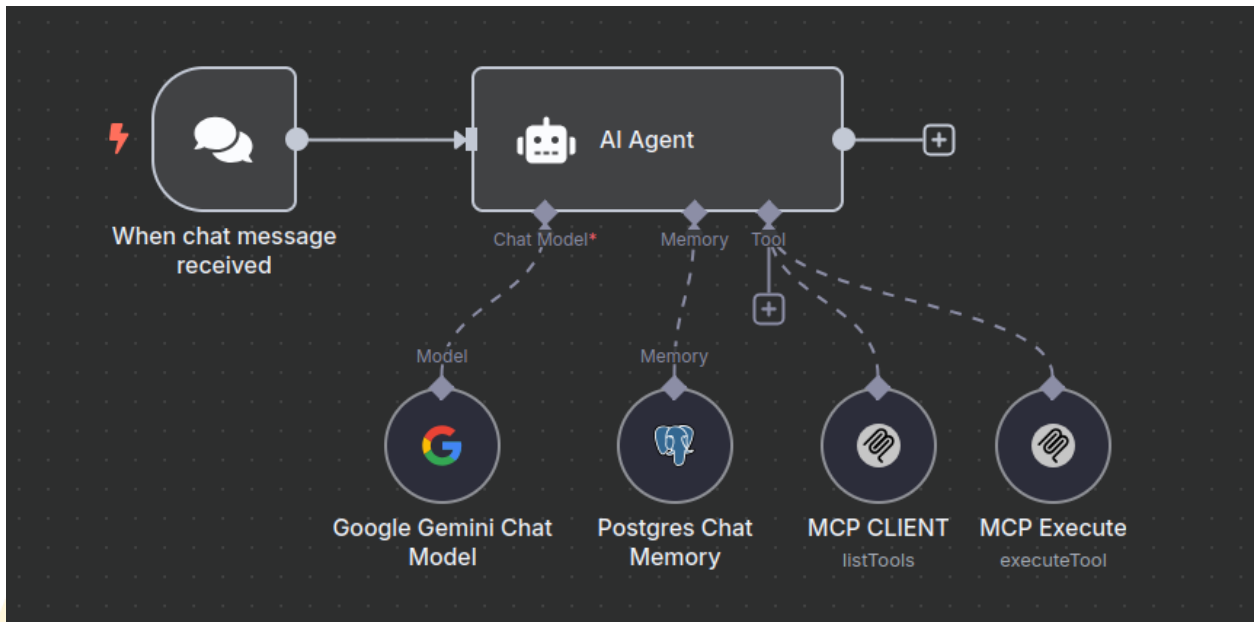 AI Agent
When chat message
received
Chat Model*
Memory
Tool
Model
Memory
Google Gemini Chat
Model
Postgres Chat
Memory
MCP CLIENT
listTools
MCP Execute
executeTool